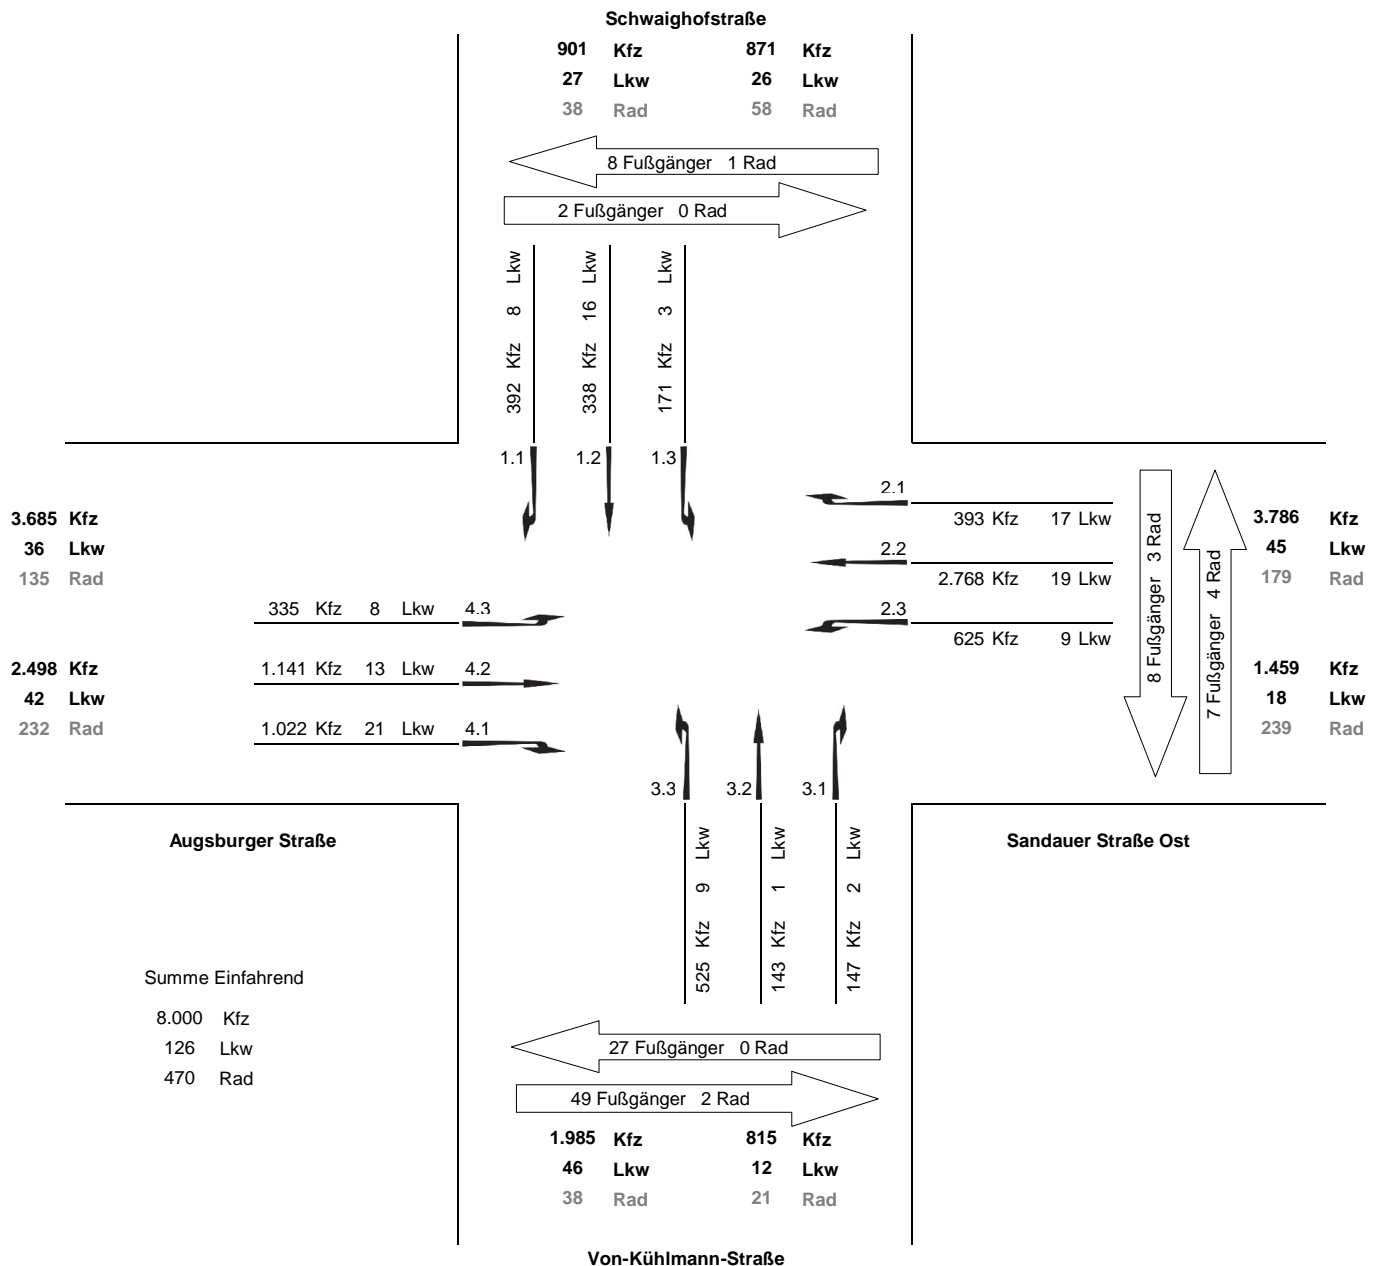 Schwaighofstraße
901 Kfz 871 Kfz
27 Lkw 26 Lkw
38 Rad 58 Rad
8 Fußgänger 1 Rad
2 Fußgänger 0 Rad
392 Kfz 8 Lkw
338 Kfz 16 Lkw
171 Kfz 3 Lkw
1.1 1.2 1.3
2.1
393 Kfz 17 Lkw
2.2
2.768 Kfz 19 Lkw
2.3
625 Kfz 9 Lkw
8 Fußgänger 3 Rad
7 Fußgänger 4 Rad
3.786 Kfz
45 Lkw
179 Rad
1.459 Kfz
18 Lkw
239 Rad
3.685 Kfz
36 Lkw
135 Rad
335 Kfz 8 Lkw 4.3
2.498 Kfz
42 Lkw
232 Rad
1.141 Kfz 13 Lkw 4.2
1.022 Kfz 21 Lkw 4.1
3.3 3.2 3.1
525 Kfz 9 Lkw
143 Kfz 1 Lkw
147 Kfz 2 Lkw
Augsburger Straße
Sandauer Straße Ost
Summe Einfahrend
8.000 Kfz
126 Lkw
470 Rad
27 Fußgänger 0 Rad
49 Fußgänger 2 Rad
1.985 Kfz 815 Kfz
46 Lkw 12 Lkw
38 Rad 21 Rad
Von-Kühlmann-Straße